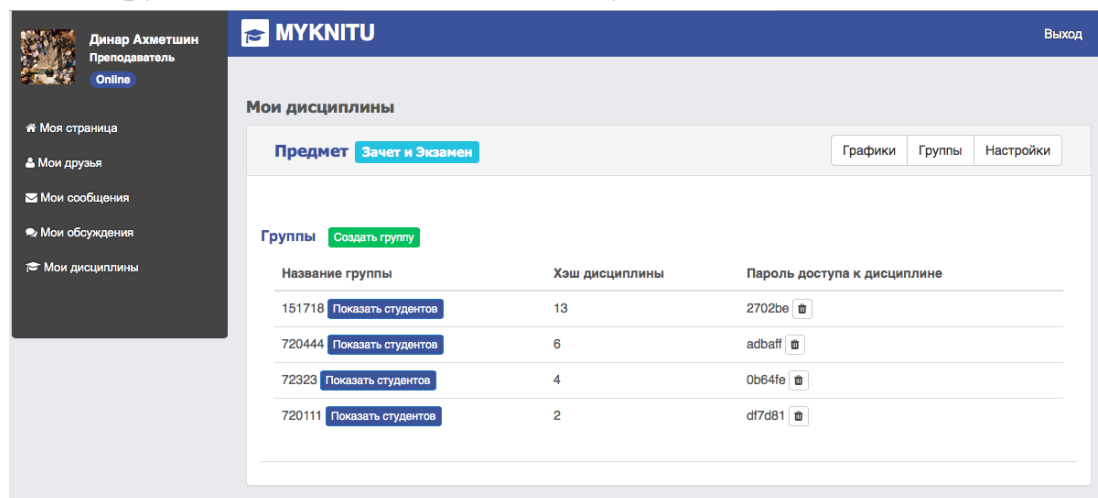 Динар Ахметшин
Преподаватель
Online
Моя страница
Мои друзья
Мои сообщения
Мои обсуждения
Мои дисциплины
MYKNITU
Выход
Мои дисциплины
Предмет Зачет и Экзамен Графики Группы Настройки
Группы Создать группу
Название группы Хэш дисциплины Пароль доступа к дисциплине
151718 Показать студентов 13 2702be
720444 Показать студентов 6 adbaff
72323 Показать студентов 4 0b64fe
720111 Показать студентов 2 df7d81